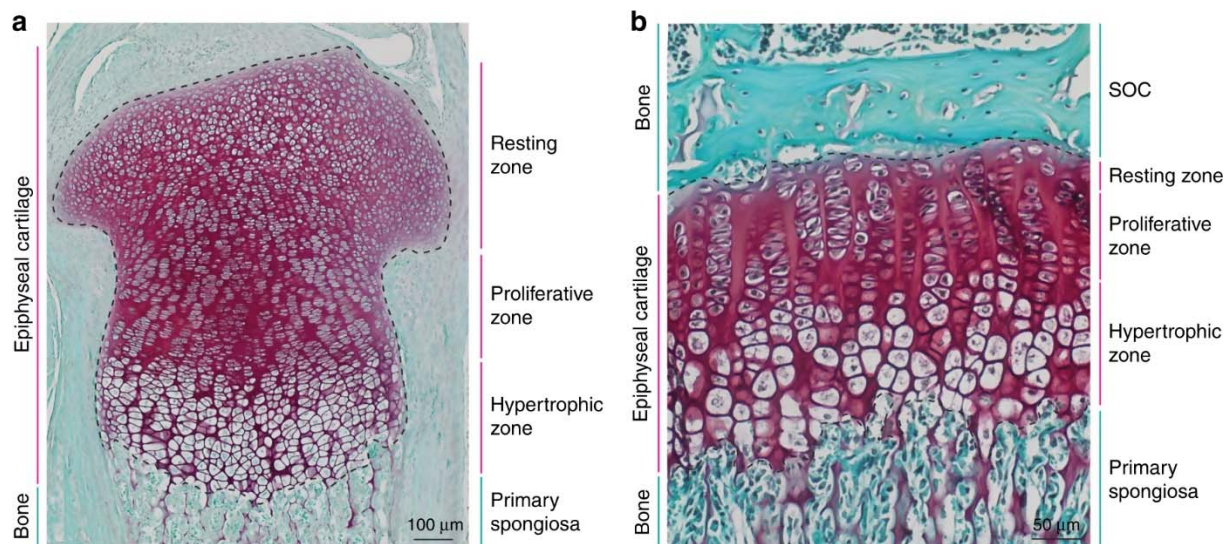 a
Epiphyseal cartilage
Bone
Resting
zone
Proliferative
zone
Hypertrophic
zone
Primary
spongiosa
100 μm
b
Bone
Epiphyseal cartilage
Bone
SOC
Resting zone
Proliferative
zone
Hypertrophic
zone
Primary
spongiosa
50 μm